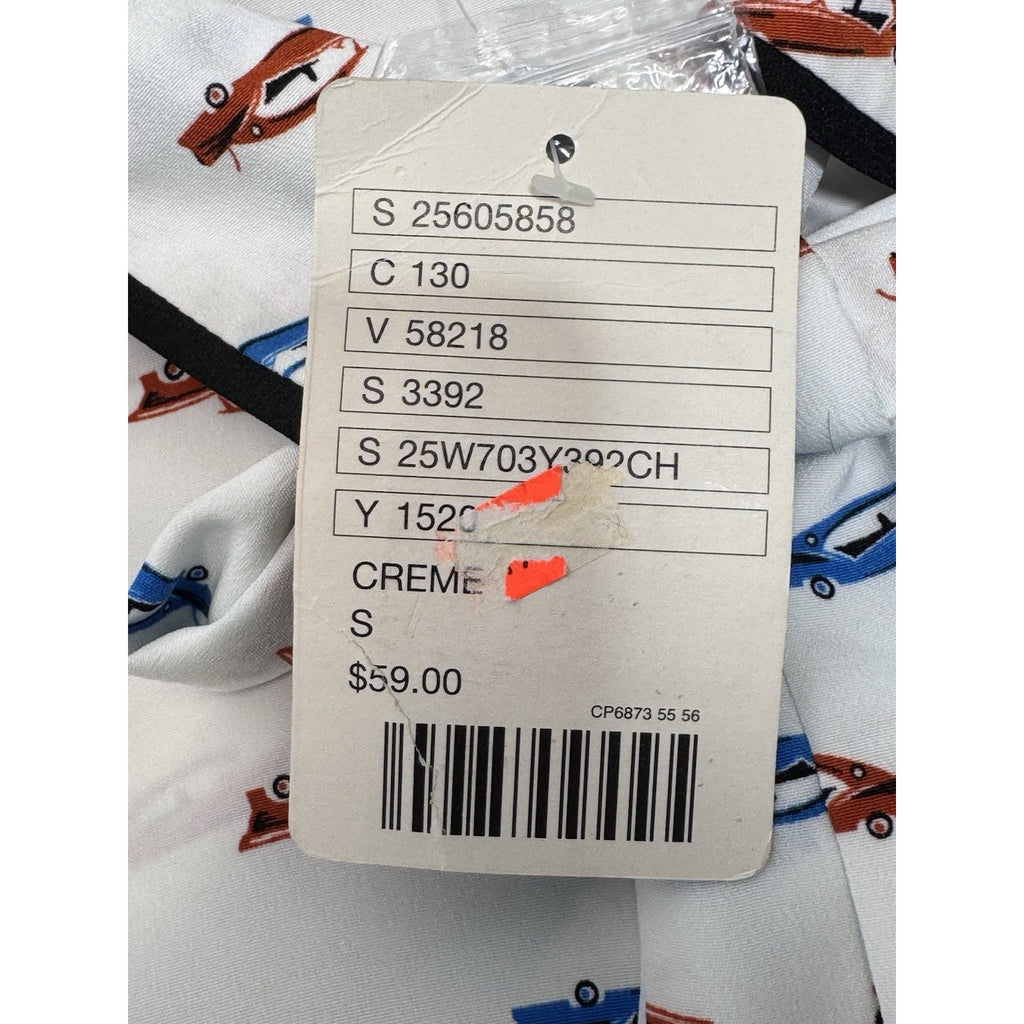 S 25605858
C 130
V 58218
S 3392
S 25W703Y392CH
Y
CREME
S
$59.00
CP6873 55 56